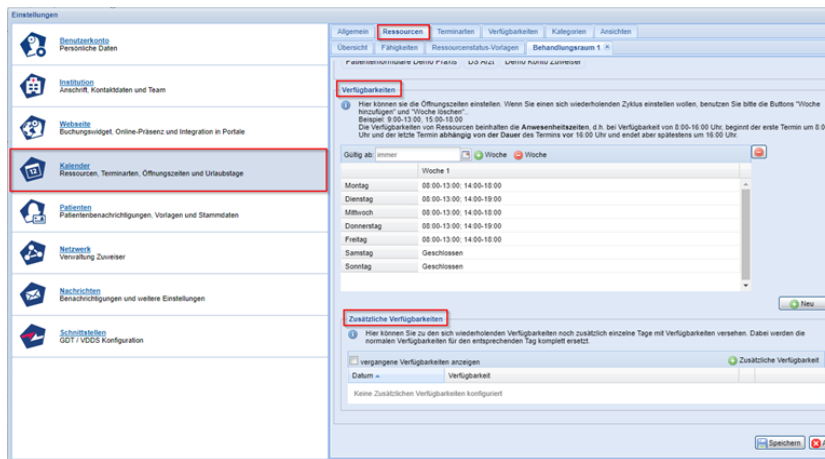 Einstellungen
Benutzerkonto
Persönliche Daten
Institution
Anschrift, Kontaktdaten und Team
Webseite
Buchungswidget, Online-Präsenz und Integration in Portale
Kalender
Ressourcen, Terminarten, Öffnungszeiten und Urlaubstage
Patienten
Patientenbenachrichtigungen, Vorlagen und Stammdaten
Netzwerk
Verwaltung Zuweiser
Nachrichten
Benachrichtigungen und weitere Einstellungen
Schnittstellen
GDT / VDDS Konfiguration
Allgemein Ressourcen Terminarten Verfügbarkeiten Kategorien Ansichten
Übersicht Fähigkeiten Ressourcenstatus-Vorlagen Behandlungsraum 1
Patientenformulare Demo Praxis DS Arzt Demo Konto Zuweiser
Verfügbarkeiten
Hier können sie die Öffnungszeiten einstellen. Wenn Sie einen sich wiederholenden Zyklus einstellen wollen, benutzen Sie bitte die Buttons "Woche
hinzufügen" und "Woche löschen"..
Beispiel: 9:00-13:00, 15:00-18:00
Die Verfügbarkeiten von Ressourcen beinhalten die Anwesenheitszeiten, d.h. bei Verfügbarkeit von 8:00-16:00 Uhr, beginnt der erste Termin um 8:0
Uhr und der letzte Termin abhängig von der Dauer des Termins vor 16:00 Uhr und endet aber spätestens um 16:00 Uhr.
Gültig ab: immer Woche Woche
Woche 1
Montag 08:00-13:00; 14:00-18:00
Dienstag 08:00-13:00; 14:00-19:00
Mittwoch 08:00-13:00; 14:00-18:00
Donnerstag 08:00-13:00; 14:00-19:00
Freitag 08:00-13:00; 14:00-18:00
Samstag Geschlossen
Sonntag Geschlossen
Neu
Zusätzliche Verfügbarkeiten
Hier können Sie zu den sich wiederholenden Verfügbarkeiten noch zusätzlich einzelne Tage mit Verfügbarkeiten versehen. Dabei werden die
normalen Verfügbarkeiten für den entsprechenden Tag komplett ersetzt.
vergangene Verfügbarkeiten anzeigen Zusätzliche Verfügbarkeit
Datum Verfügbarkeit
Keine Zusätzlichen Verfügbarkeiten konfiguriert
Speichern A